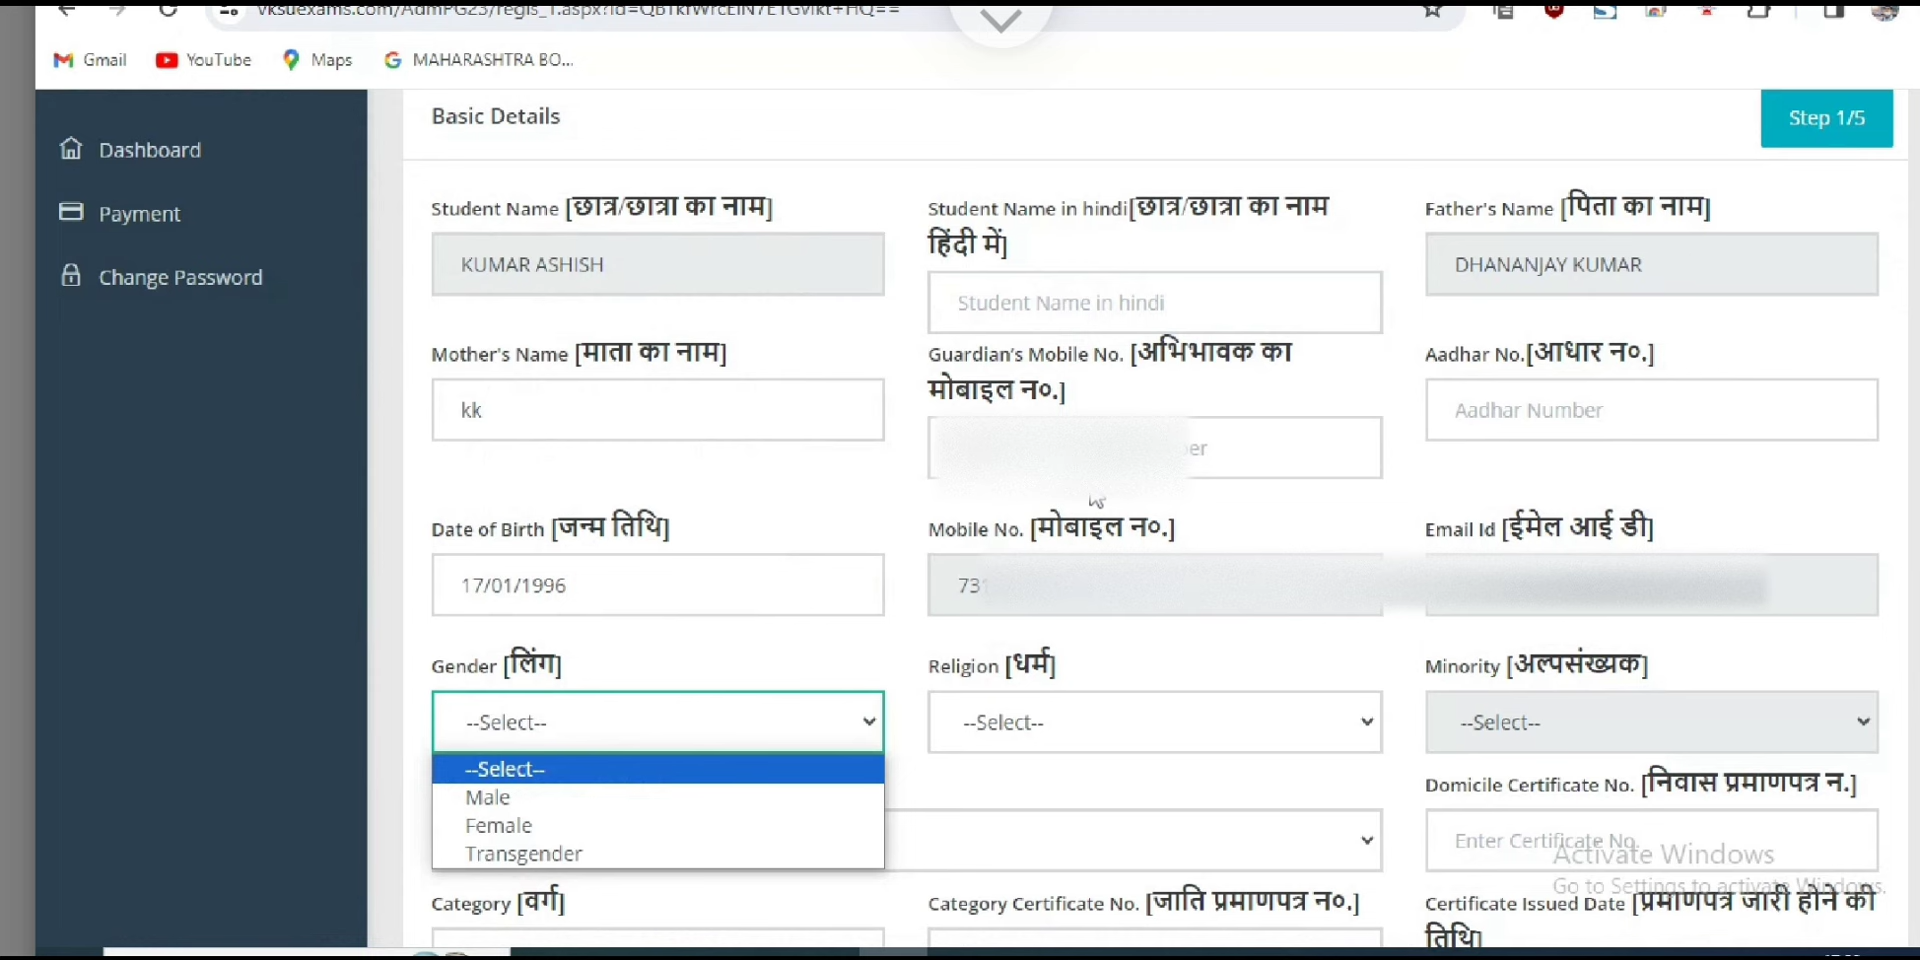 vksuexams.com/AdmPG23/regis_1.aspx?id=
Gmail YouTube Maps MAHARASHTRA BO...
Dashboard
Payment
Change Password
Basic Details
Step 1/5
Student Name [छात्र/छात्रा का नाम]
KUMAR ASHISH
Student Name in hindi[छात्र/छात्रा का नाम
हिंदी में]
Student Name in hindi
Father's Name [पिता का नाम]
DHANANJAY KUMAR
Mother's Name [माता का नाम]
kk
Guardian's Mobile No. [अभिभावक का
मोबाइल न०.]
er
Aadhar No.[आधार न०.]
Aadhar Number
Date of Birth [जन्म तिथि]
17/01/1996
Mobile No. [मोबाईल न०.]
73
Email Id [ईमेल आई डी]
Gender [लिंग]
--Select--
--Select--
Male
Female
Transgender
Religion [धर्म]
--Select--
Minority [अल्पसंख्यक]
--Select--
Domicile Certificate No. [निवास प्रमाणपत्र न.]
Enter Certificate No.
Activate Windows
Go to Settings to activate Windows.
Category [वर्ग]
Category Certificate No. [जाति प्रमाणपत्र न०.]
Certificate Issued Date [प्रमाणपत्र जारी होने की
तिथि]